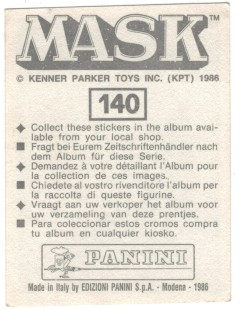 MASK™
© KENNER PARKER TOYS INC. (KPT) 1986
140
◆ Collect these stickers in the album avai-
lable from your local shop.
■ Fragt bei Eurem Zeitschriftenhändler nach
dem Album für diese Serie.
◆ Demandez à votre détaillant l'Album pour
la collection de ces images.
■ Chiedete al vostro rivenditore l'album per
la raccolta di queste figurine.
◆ Vraagt aan uw verkoper het album voor
uw verzameling van deze prentjes.
■ Para coleccionar estos cromos compra
tu album en cualquier kiosko.
PANINI
Made in Italy by EDIZIONI PANINI S.p.A. - Modena - 1986